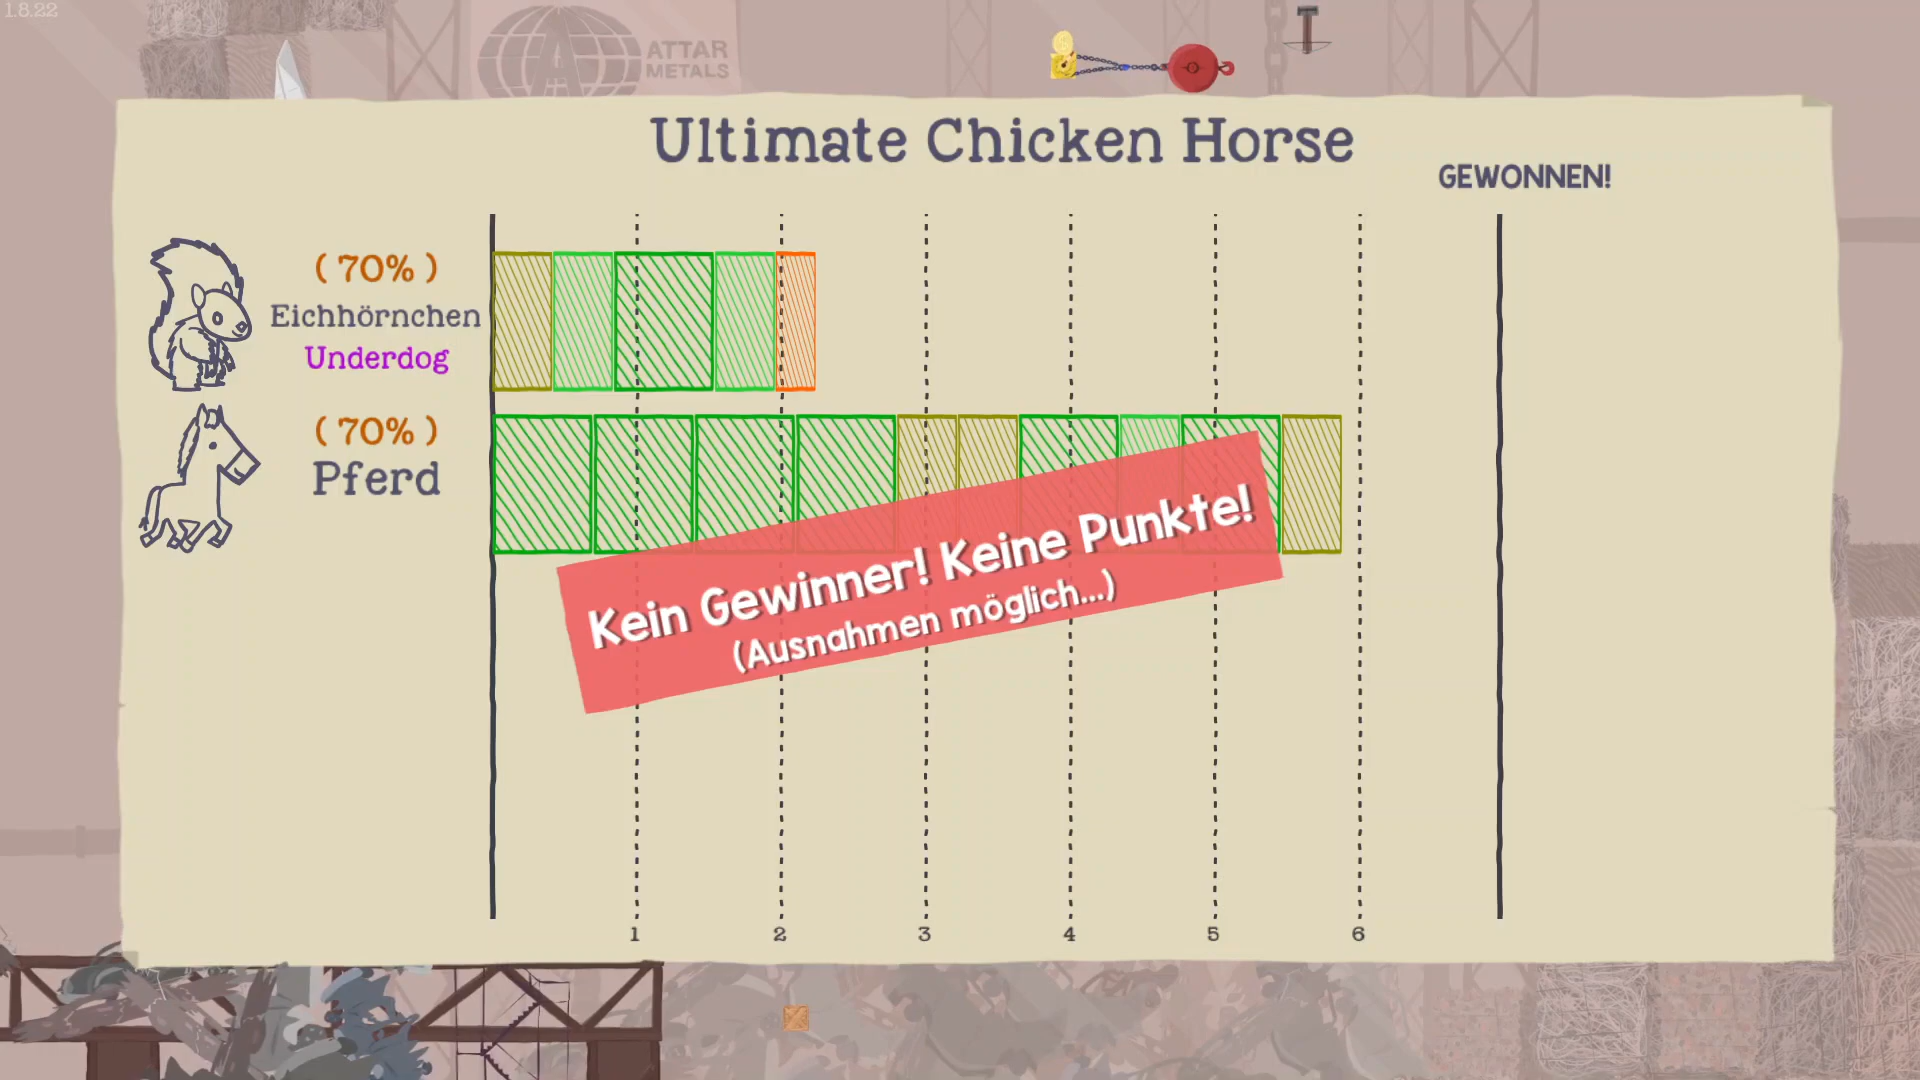 1.8.22
ATTAR
METALS
Ultimate Chicken Horse
GEWONNEN!
( 70% )
Eichhörnchen
Underdog
( 70% )
Pferd
Kein Gewinner! Keine Punkte!
(Ausnahmen möglich...)
1 2 3 4 5 6